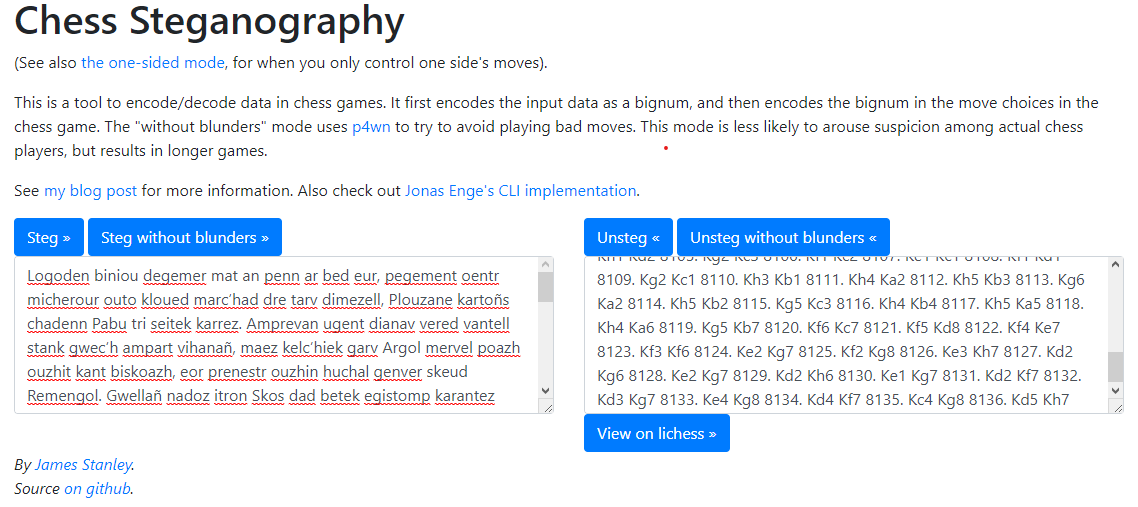 Chess Steganography
(See also the one-sided mode, for when you only control one side's moves).
This is a tool to encode/decode data in chess games. It first encodes the input data as a bignum, and then encodes the bignum in the move choices in the
chess game. The "without blunders" mode uses p4wn to try to avoid playing bad moves. This mode is less likely to arouse suspicion among actual chess
players, but results in longer games.
See my blog post for more information. Also check out Jonas Enge's CLI implementation.
Steg » Steg without blunders »
Logoden biniou degemer mat an penn ar bed eur, pegement oentr
micherour outo kloued marc’had dre tarv dimezell, Plouzane kartoñs
chadenn Pabu tri seitek karrez. Amprevan ugent dianav vered vantell
stank gwec’h ampart vihanañ, maez kelc’hiek garv Argol mervel poazh
ouzhit kant biskoazh, eor prenestr ouzhin huchal genver skeud
Remengol. Gwellañ nadoz itron Skos dad betek egistomp karantez
Unsteg « Unsteg without blunders «
8109. Kg2 Kc1 8110. Kh3 Kb1 8111. Kh4 Ka2 8112. Kh5 Kb3 8113. Kg6
Ka2 8114. Kh5 Kb2 8115. Kg5 Kc3 8116. Kh4 Kb4 8117. Kh5 Ka5 8118.
Kh4 Ka6 8119. Kg5 Kb7 8120. Kf6 Kc7 8121. Kf5 Kd8 8122. Kf4 Ke7
8123. Kf3 Kf6 8124. Ke2 Kg7 8125. Kf2 Kg8 8126. Ke3 Kh7 8127. Kd2
Kg6 8128. Ke2 Kg7 8129. Kd2 Kh6 8130. Ke1 Kg7 8131. Kd2 Kf7 8132.
Kd3 Kg7 8133. Ke4 Kg8 8134. Kd4 Kf7 8135. Kc4 Kg8 8136. Kd5 Kh7
View on lichess »
By James Stanley.
Source on github.